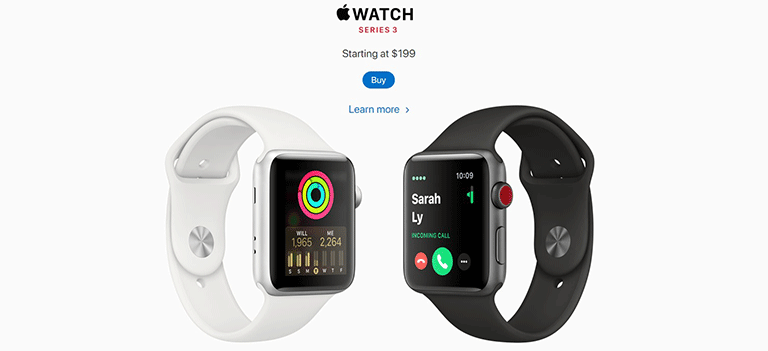 WATCH
SERIES 3
Starting at $199
Buy
Learn more >
WILL ME
1,965 2,264
S S M T W T F
10:09
Sarah
Ly
INCOMING CALL